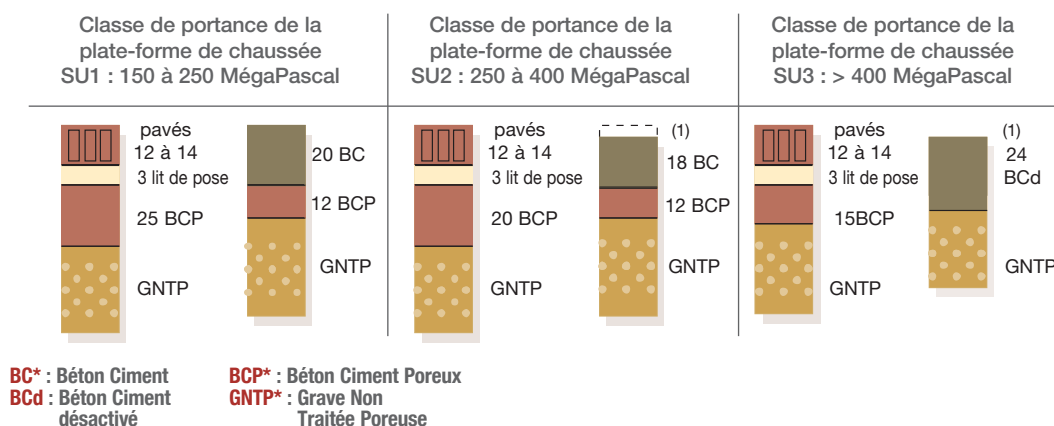 Classe de portance de la
plate-forme de chaussée
SU1 : 150 à 250 MégaPascal
pavés
12 à 14
3 lit de pose
25 BCP
GNTP
20 BC
12 BCP
GNTP
Classe de portance de la
plate-forme de chaussée
SU2 : 250 à 400 MégaPascal
pavés
12 à 14
3 lit de pose
20 BCP
GNTP
(1)
18 BC
12 BCP
GNTP
Classe de portance de la
plate-forme de chaussée
SU3 : > 400 MégaPascal
pavés
12 à 14
3 lit de pose
15BCP
GNTP
(1)
24
BCd
GNTP
BC* : Béton Ciment
BCd : Béton Ciment
désactivé
BCP* : Béton Ciment Poreux
GNTP* : Grave Non
Traitée Poreuse